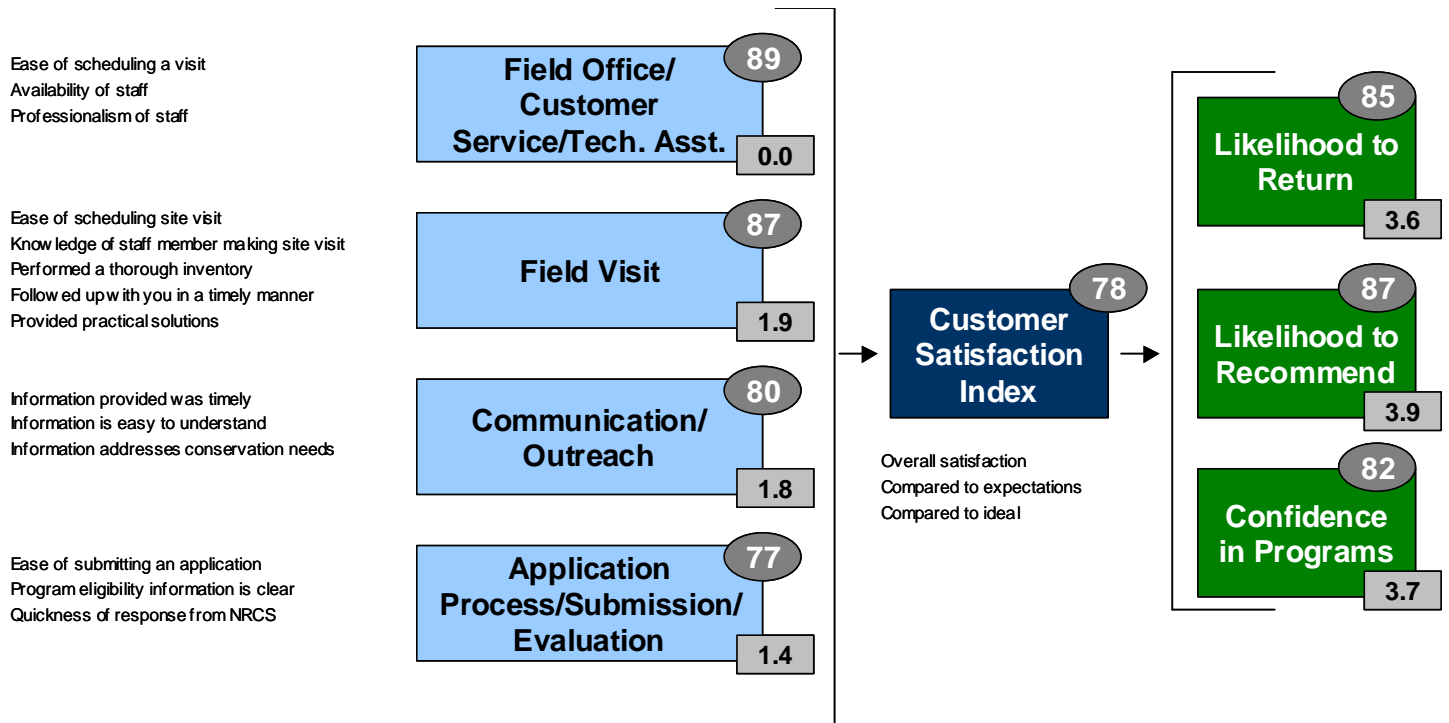 Ease of scheduling a visit
Availability of staff
Professionalism of staff
Field Office/
Customer
Service/Tech. Asst.
89
0.0
Ease of scheduling site visit
Knowledge of staff member making site visit
Performed a thorough inventory
Followed up with you in a timely manner
Provided practical solutions
Field Visit
87
1.9
Information provided was timely
Information is easy to understand
Information addresses conservation needs
Communication/
Outreach
80
1.8
Ease of submitting an application
Program eligibility information is clear
Quickness of response from NRCS
Application
Process/Submission/
Evaluation
77
1.4
Customer
Satisfaction
Index
78
Overall satisfaction
Compared to expectations
Compared to ideal
85
Likelihood to
Return
3.6
87
Likelihood to
Recommend
3.9
82
Confidence
in Programs
3.7